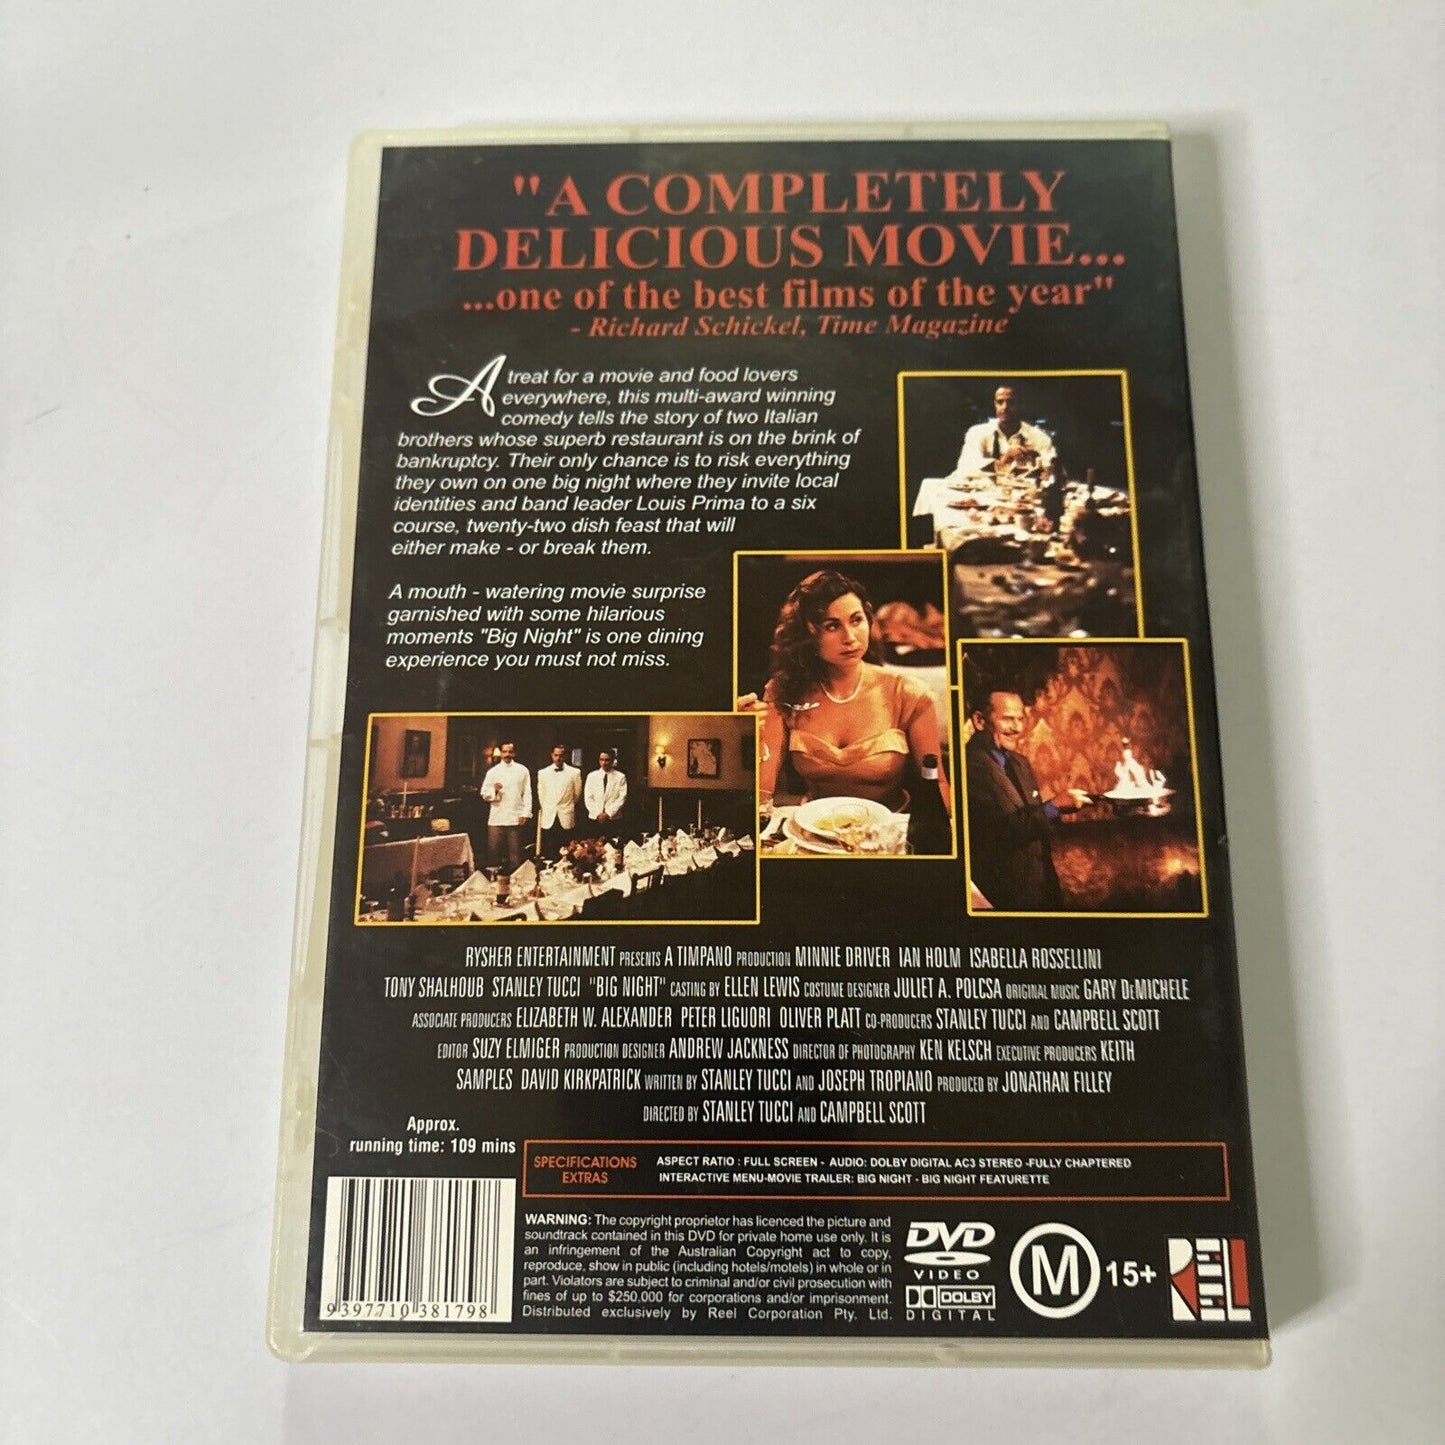 "A COMPLETELY
DELICIOUS MOVIE...
...one of the best films of the year"
- Richard Schickel, Time Magazine
A treat for a movie and food lovers
everywhere, this multi-award winning
comedy tells the story of two Italian
brothers whose superb restaurant is on the brink of
bankruptcy. Their only chance is to risk everything
they own on one big night where they invite local
identities and band leader Louis Prima to a six
course, twenty-two dish feast that will
either make - or break them.
A mouth - watering movie surprise
garnished with some hilarious
moments "Big Night" is one dining
experience you must not miss.
RYSHER ENTERTAINMENT PRESENTS A TIMPANO PRODUCTION MINNIE DRIVER IAN HOLM ISABELLA ROSSELLINI
TONY SHALHOUB STANLEY TUCCI "BIG NIGHT" CASTING BY ELLEN LEWIS COSTUME DESIGNER JULIET A. POLCSA ORIGINAL MUSIC GARY DeMICHELE
ASSOCIATE PRODUCERS ELIZABETH W. ALEXANDER PETER LIGUORI OLIVER PLATT CO-PRODUCERS STANLEY TUCCI AND CAMPBELL SCOTT
EDITOR SUZY ELMIGER PRODUCTION DESIGNER ANDREW JACKNESS DIRECTOR OF PHOTOGRAPHY KEN KELSCH EXECUTIVE PRODUCERS KEITH
SAMPLES DAVID KIRKPATRICK WRITTEN BY STANLEY TUCCI AND JOSEPH TROPIANO PRODUCED BY JONATHAN FILLEY
DIRECTED BY STANLEY TUCCI AND CAMPBELL SCOTT
Approx.
running time: 109 mins
SPECIFICATIONS ASPECT RATIO : FULL SCREEN - AUDIO: DOLBY DIGITAL AC3 STEREO -FULLY CHAPTERED
EXTRAS INTERACTIVE MENU-MOVIE TRAILER: BIG NIGHT - BIG NIGHT FEATURETTE
WARNING: The copyright proprietor has licenced the picture and
soundtrack contained in this DVD for private home use only. It is
an infringement of the Australian Copyright act to copy,
reproduce, show in public (including hotels/motels) in whole or in
part. Violators are subject to criminal and/or civil prosecution with
fines of up to $250,000 for corporations and/or imprisonment.
Distributed exclusively by Reel Corporation Pty. Ltd.
9397710381798
DVD
VIDEO
DOLBY
DIGITAL
M 15+
REEL